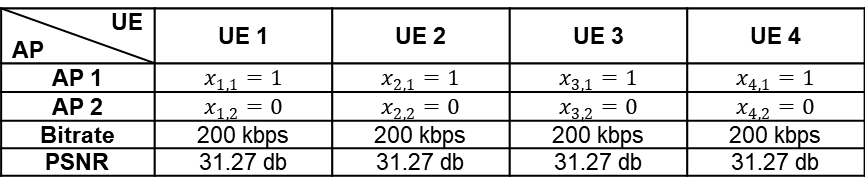 UE
AP UE 1 UE 2 UE 3 UE 4
AP 1 x₁,₁ = 1 x₂,₁ = 1 x₃,₁ = 1 x₄,₁ = 1
AP 2 x₁,₂ = 0 x₂,₂ = 0 x₃,₂ = 0 x₄,₂ = 0
Bitrate 200 kbps 200 kbps 200 kbps 200 kbps
PSNR 31.27 db 31.27 db 31.27 db 31.27 db